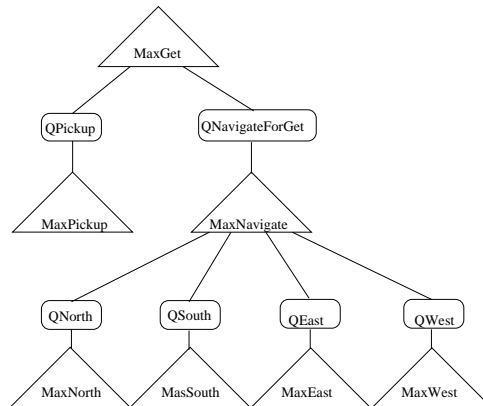 MaxGet
QPickup
QNavigateForGet
MaxPickup
MaxNavigate
QNorth
QSouth
QEast
QWest
MaxNorth
MasSouth
MaxEast
MaxWest